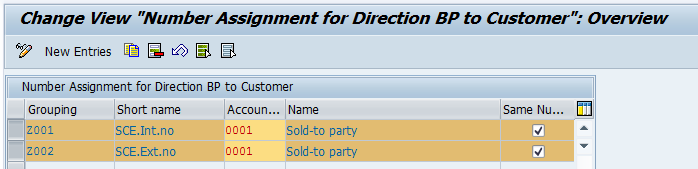 Change View "Number Assignment for Direction BP to Customer": Overview
New Entries
Number Assignment for Direction BP to Customer
Grouping Short name Accoun... Name Same Nu...
Z001 SCE.Int.no 0001 Sold-to party
Z002 SCE.Ext.no 0001 Sold-to party